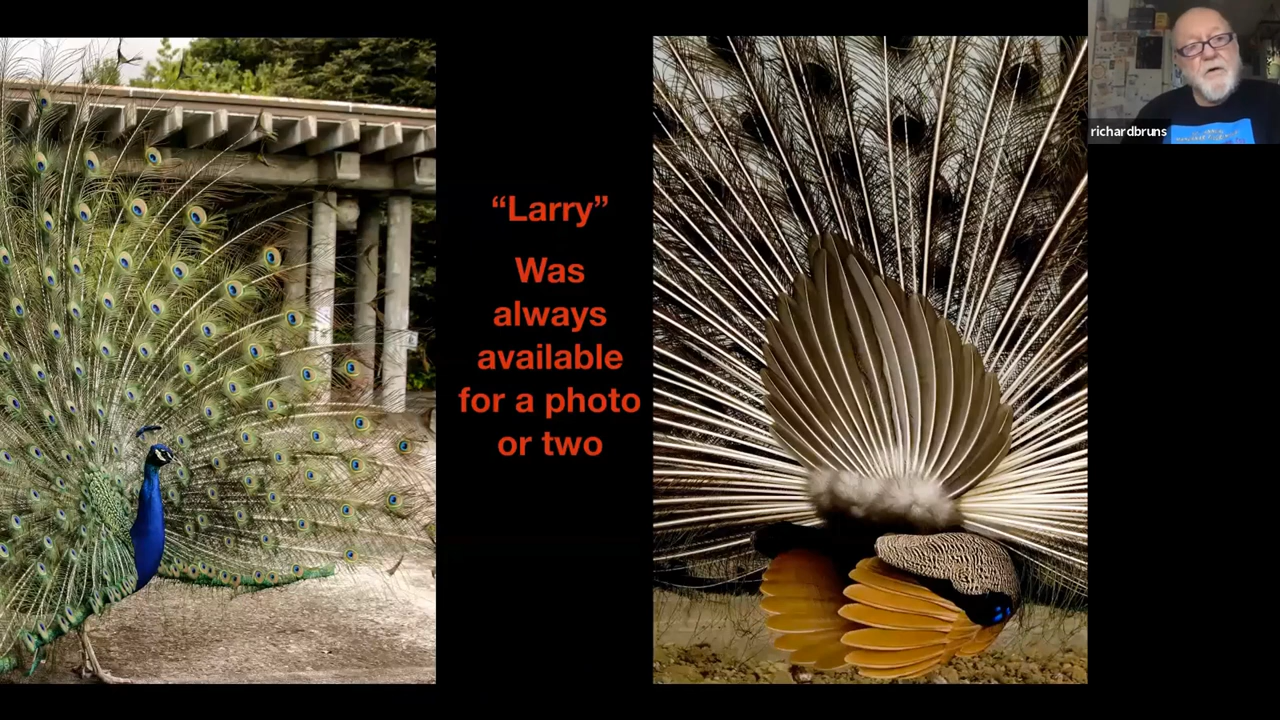 “Larry”
Was
always
available
for a photo
or two
richardbruns